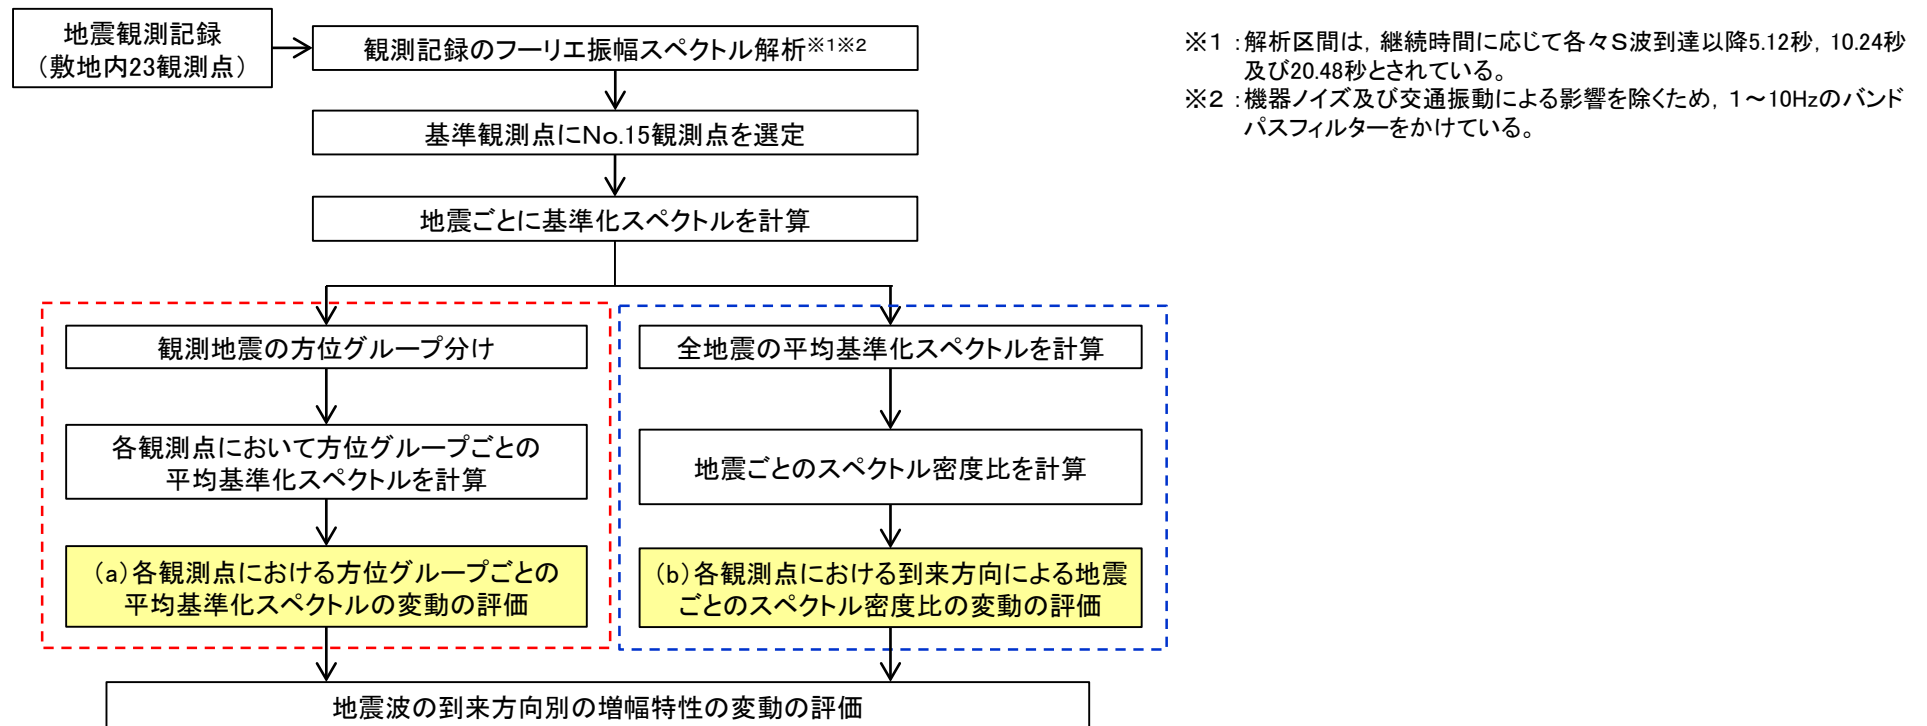 地震観測記録
（敷地内23観測点）
観測記録のフーリエ振幅スペクトル解析※1※2
基準観測点にNo.15観測点を選定
地震ごとに基準化スペクトルを計算
観測地震の方位グループ分け
各観測点において方位グループごとの
平均基準化スペクトルを計算
（a）各観測点における方位グループごとの
平均基準化スペクトルの変動の評価
全地震の平均基準化スペクトルを計算
地震ごとのスペクトル密度比を計算
（b）各観測点における到来方向による地震
ごとのスペクトル密度比の変動の評価
地震波の到来方向別の増幅特性の変動の評価
※１：解析区間は，継続時間に応じて各々Ｓ波到達以降5.12秒，10.24秒
及び20.48秒とされている。
※２：機器ノイズ及び交通振動による影響を除くため，１～10Hzのバンド
パスフィルターをかけている。